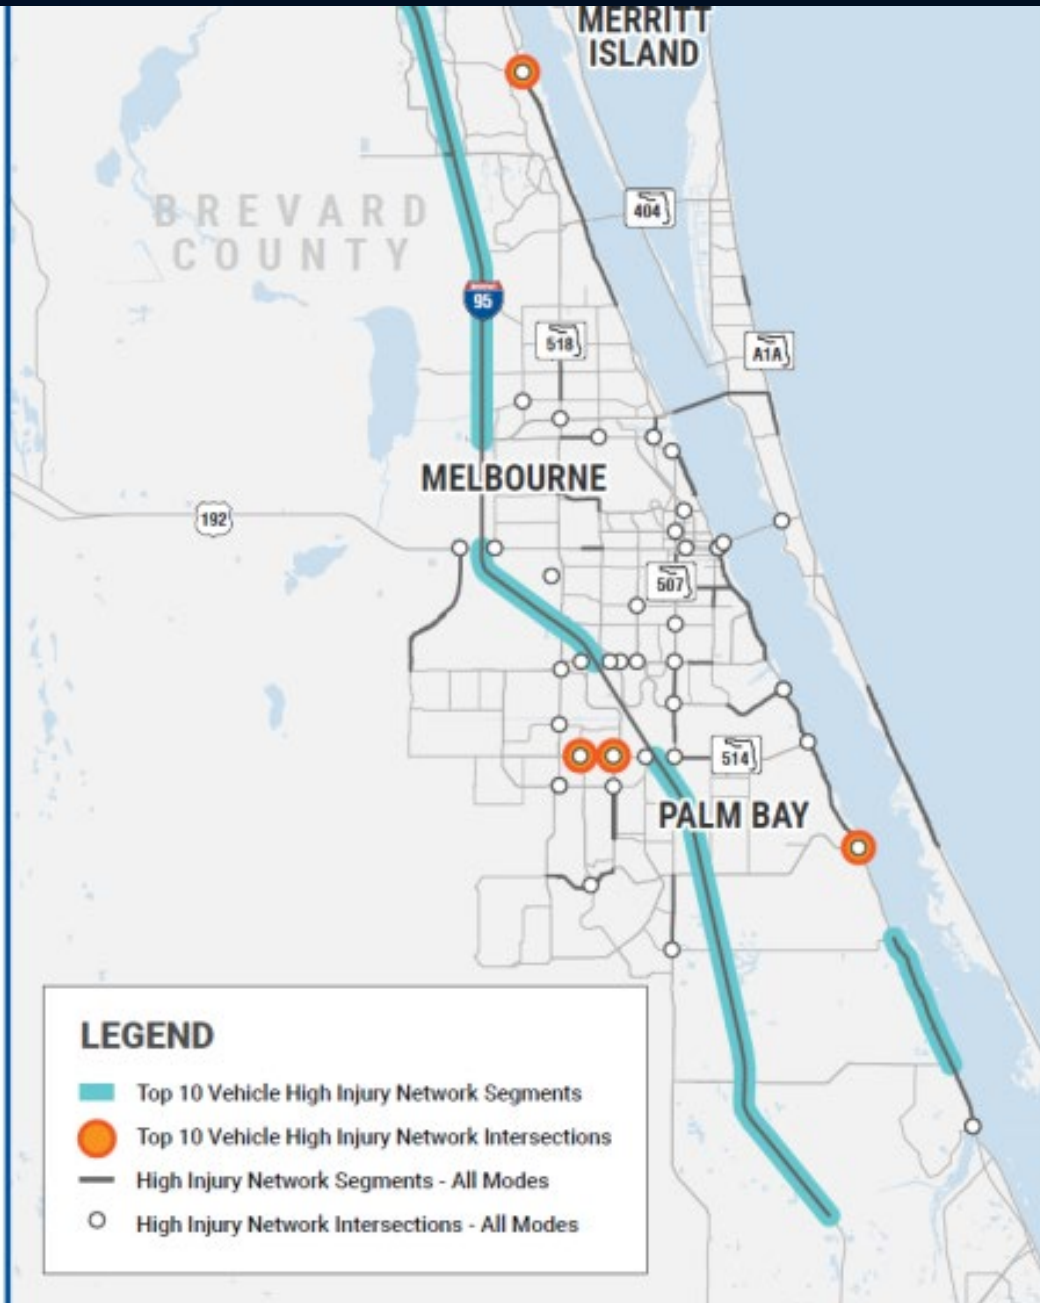 MERRITT
ISLAND
404
BREVARD
COUNTY
95
518
A1A
MELBOURNE
192
507
514
PALM BAY
LEGEND
Top 10 Vehicle High Injury Network Segments
Top 10 Vehicle High Injury Network Intersections
High Injury Network Segments - All Modes
High Injury Network Intersections - All Modes